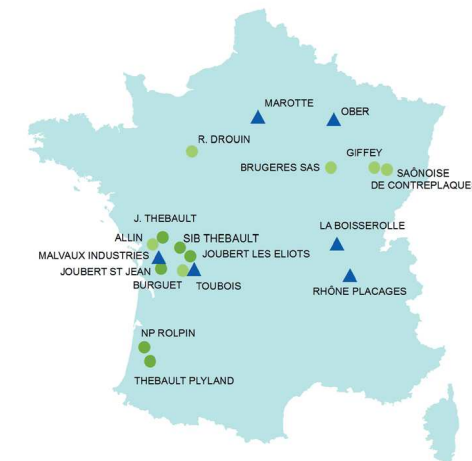 MAROTTE
OBER
R. DROUIN
GIFFEY
BRUGERES SAS
SAÔNOISE
DE CONTREPLAQUE
J. THEBAULT
LA BOISSEROLLE
ALLIN
SIB THEBAULT
MALVAUX INDUSTRIES
JOUBERT LES ELIOTS
JOUBERT ST JEAN
BURGUET
TOUBOIS
RHÔNE PLACAGES
NP ROLPIN
THEBAULT PLYLAND